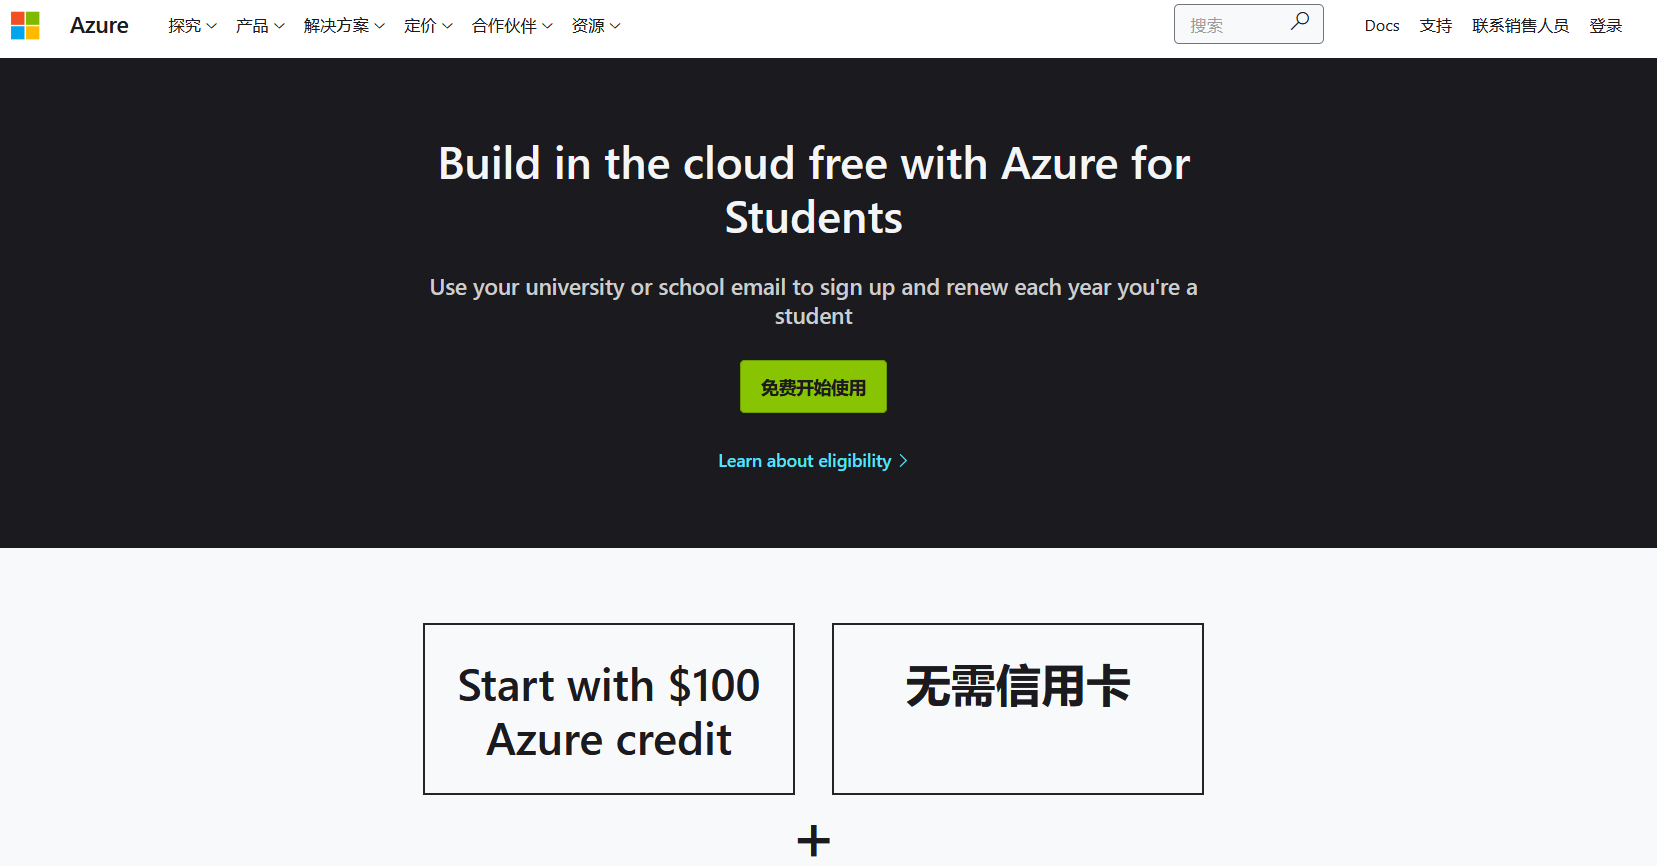 Azure 探究 产品 解决方案 定价 合作伙伴 资源 搜索 Docs 支持 联系销售人员 登录
Build in the cloud free with Azure for
Students
Use your university or school email to sign up and renew each year you're a
student
免费开始使用
Learn about eligibility
Start with $100
Azure credit
无需信用卡
+